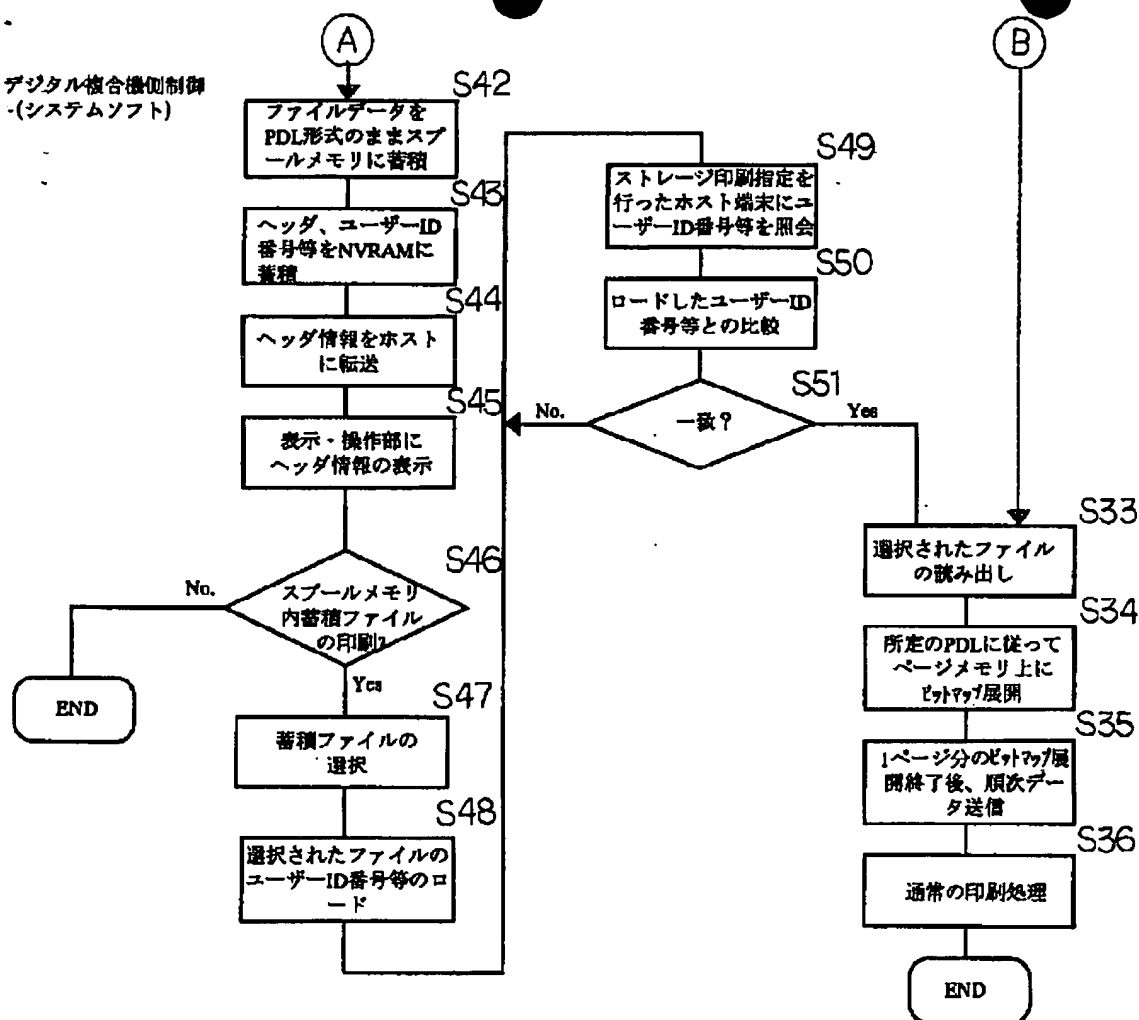 A
B
デジタル複合機側制御
-(システムソフト)
S42
ファイルデータを
PDL形式のままスプ
ールメモリに蓄積
S43
ヘッダ、ユーザーID
番号等をNVRAMに
蓄積
S44
ヘッダ情報をホスト
に転送
S45
表示・操作部に
ヘッダ情報の表示
S46
スプールメモリ
内蓄積ファイル
の印刷?
No.
END
Yes
S47
蓄積ファイルの
選択
S48
選択されたファイルの
ユーザーID番号等のロ
ード
S49
ストレージ印刷指定を
行ったホスト端末にユ
ーザーID番号等を照会
S50
ロードしたユーザーID
番号等との比較
S51
一致?
No.
Yes
S33
選択されたファイル
の読み出し
S34
所定のPDLに従って
ページメモリ上に
ビットマップ展開
S35
1ページ分のビットマップ展
開終了後、順次デー
タ送信
S36
通常の印刷処理
END